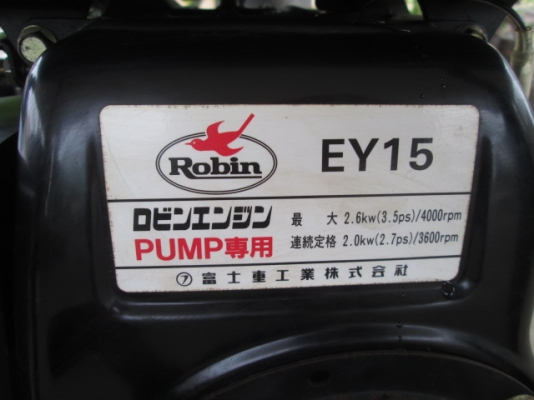 Robin
EY15
ロビンエンジン
最 大 2.6kw(3.5ps)/4000rpm
PUMP専用
連続定格 2.0kw(2.7ps)/3600rpm
㋐ 富士重工業株式会社